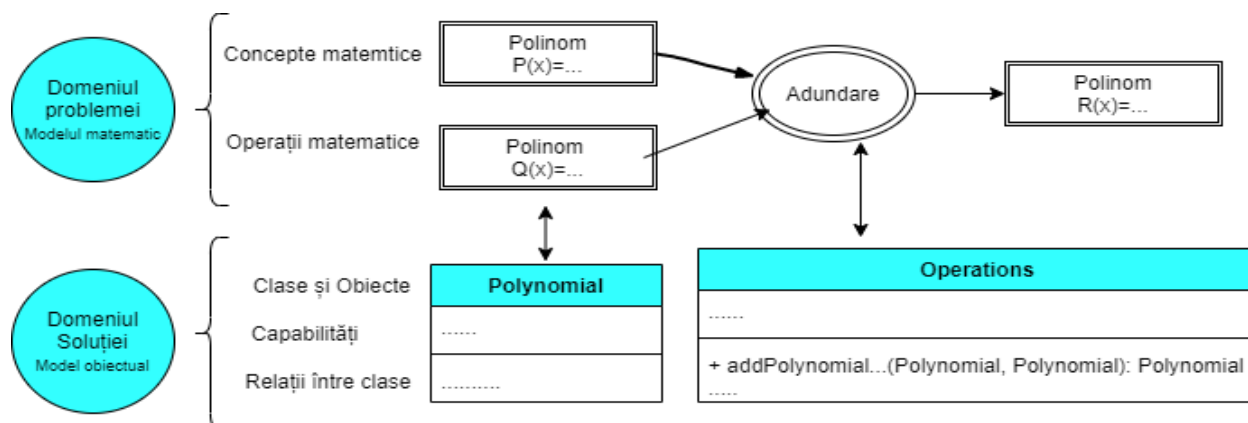 Domeniul
problemei
Modelul matematic
Concepte matemtice
Operații matematice
Polinom
P(x)=...
Polinom
Q(x)=...
Adundare
Polinom
R(x)=...
Domeniul
Soluției
Model obiectual
Clase și Obiecte
Capabilități
Relații între clase
Polynomial
......
..........
Operations
......
+ addPolynomial...(Polynomial, Polynomial): Polynomial
.....